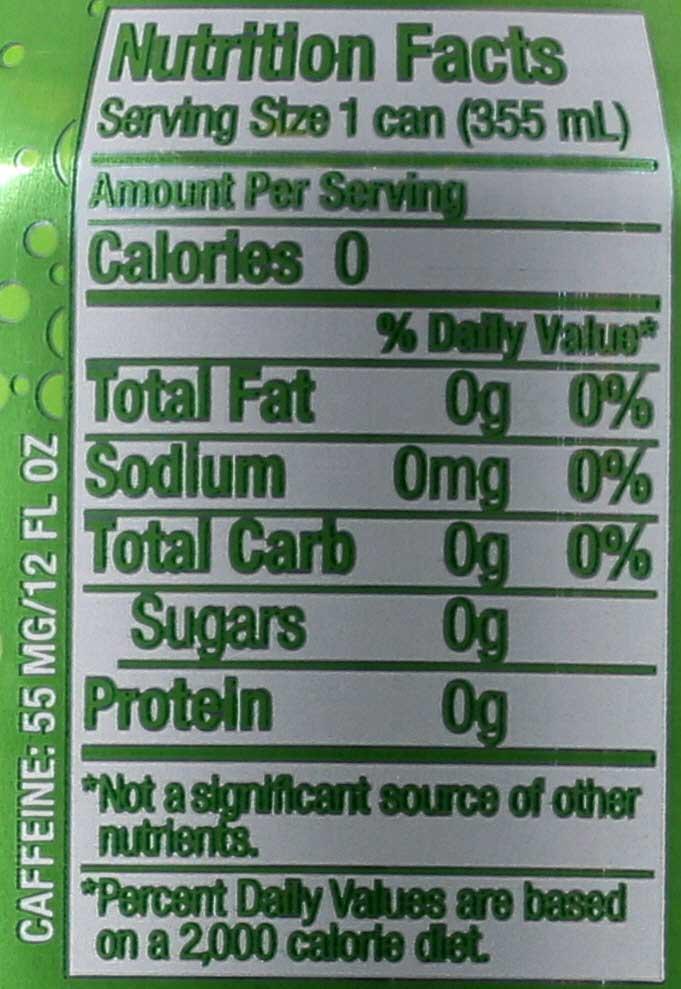 Nutrition Facts
Serving Size 1 can (355 mL)
Amount Per Serving
Calories 0
% Daily Value*
Total Fat 0g 0%
Sodium 0mg 0%
Total Carb 0g 0%
Sugars 0g
Protein 0g
*Not a significant source of other
nutrients.
*Percent Daily Values are based
on a 2,000 calorie diet.
CAFFEINE: 55 MG/12 FL OZ